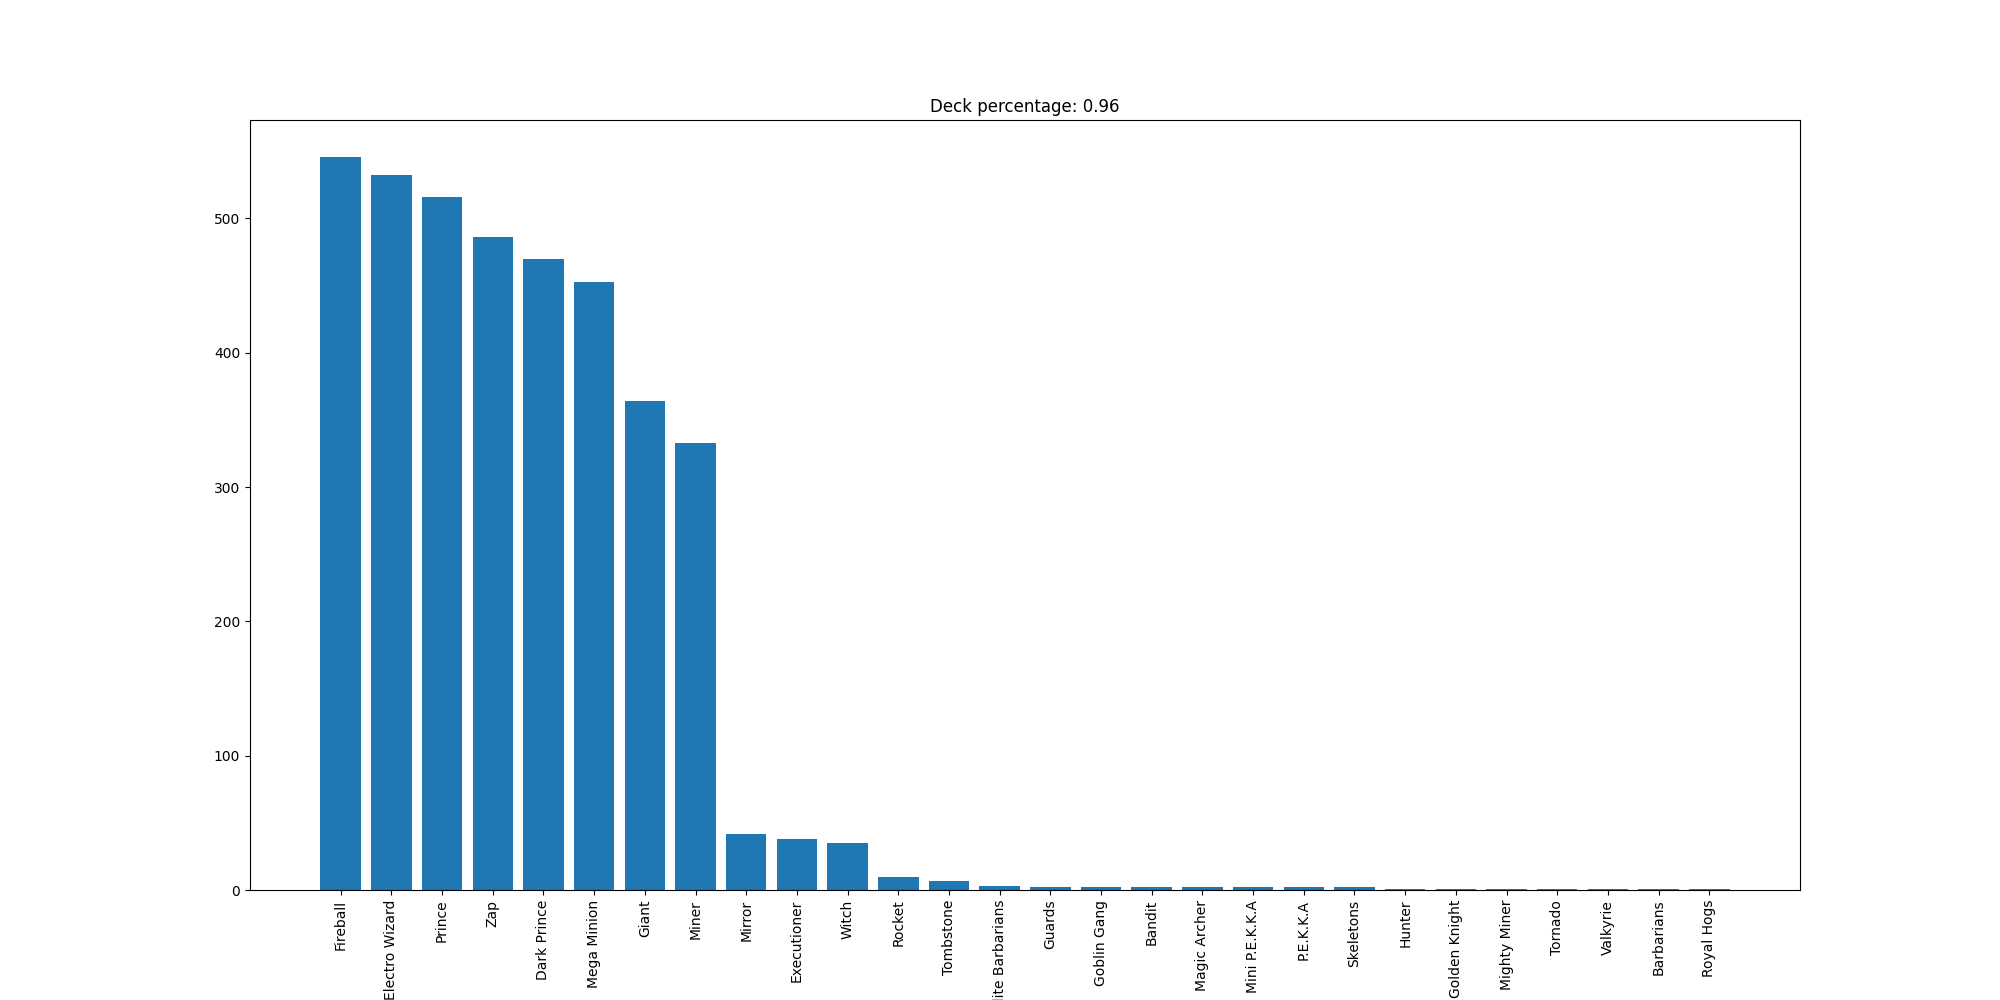 Deck percentage: 0.96
500
400
300
200
100
0
Fireball
Electro Wizard
Prince
Zap
Dark Prince
Mega Minion
Giant
Miner
Mirror
Executioner
Witch
Rocket
Tombstone
lite Barbarians
Guards
Goblin Gang
Bandit
Magic Archer
Mini P.E.K.K.A
P.E.K.K.A
Skeletons
Hunter
Golden Knight
Mighty Miner
Tornado
Valkyrie
Barbarians
Royal Hogs